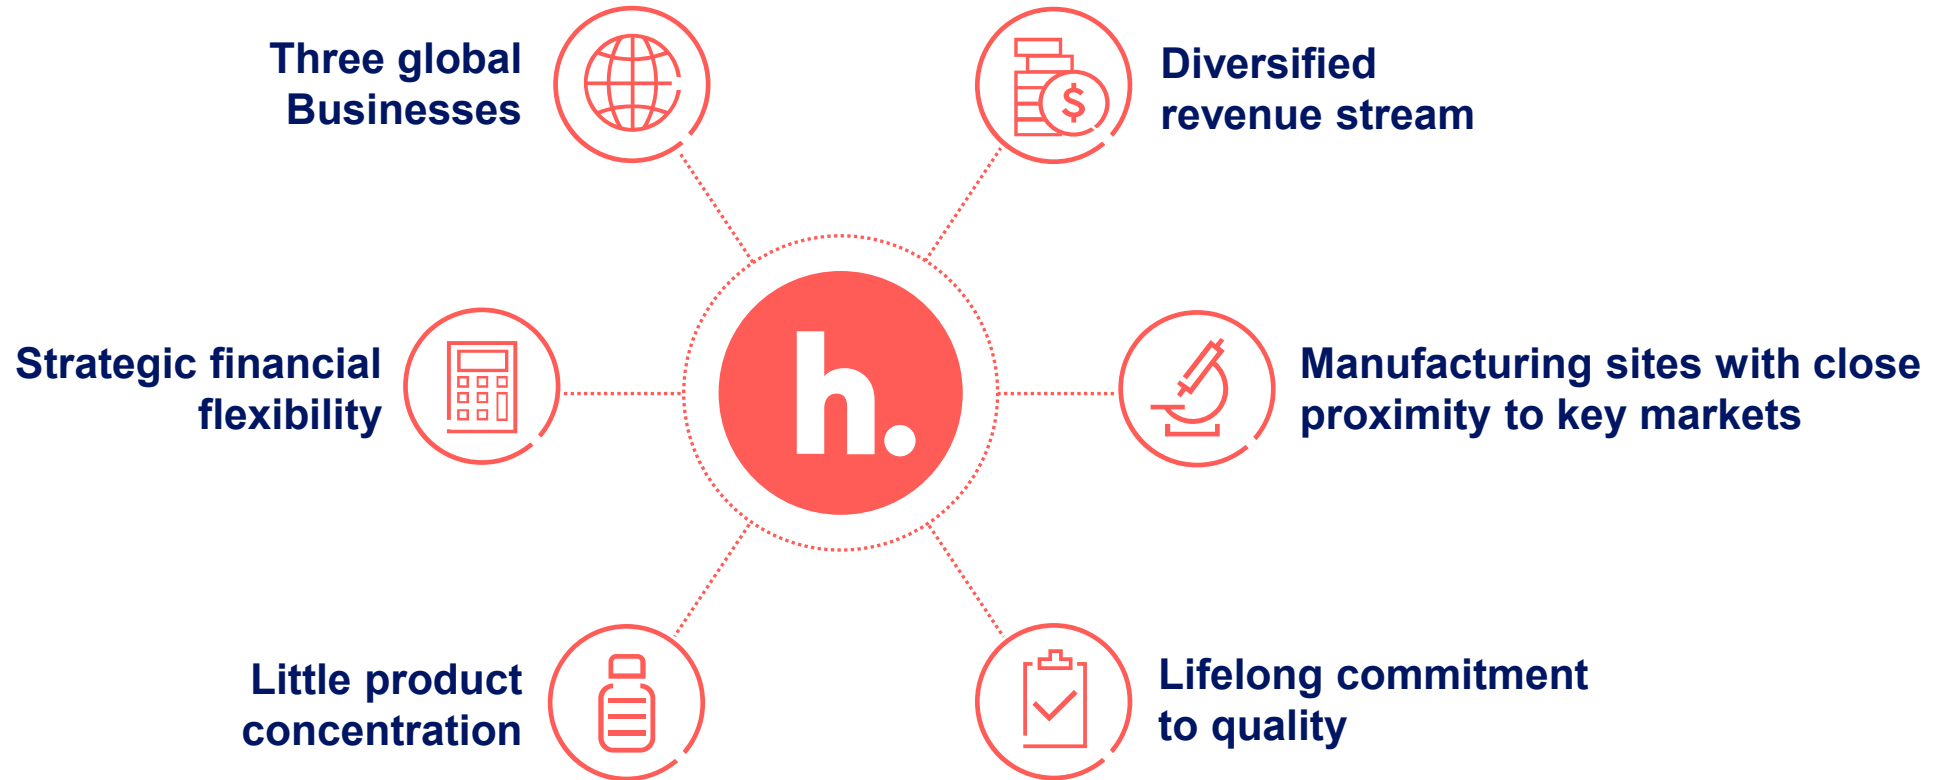 Three global
Businesses
Diversified
revenue stream
$
Strategic financial
flexibility
h.
Manufacturing sites with close
proximity to key markets
Little product
concentration
Lifelong commitment
to quality